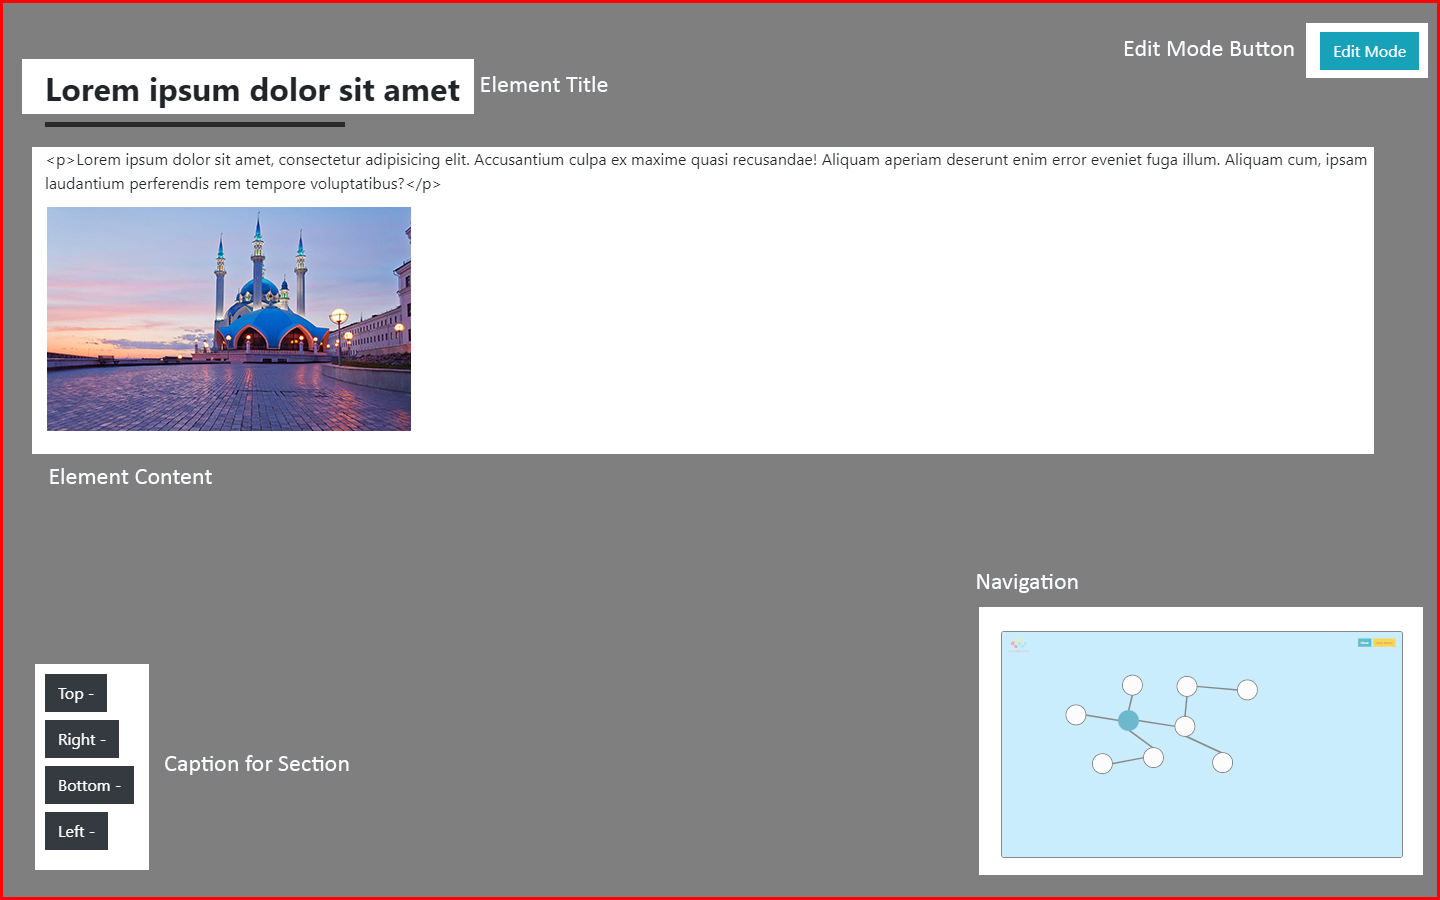 Edit Mode Button
Edit Mode
Lorem ipsum dolor sit amet
Element Title
<p>Lorem ipsum dolor sit amet, consectetur adipisicing elit. Accusantium culpa ex maxime quasi recusandae! Aliquam aperiam deserunt enim error eveniet fuga illum. Aliquam cum, ipsam
laudantium perferendis rem tempore voluptatibus?</p>
Element Content
Navigation
Top -
Right -
Bottom -
Left -
Caption for Section